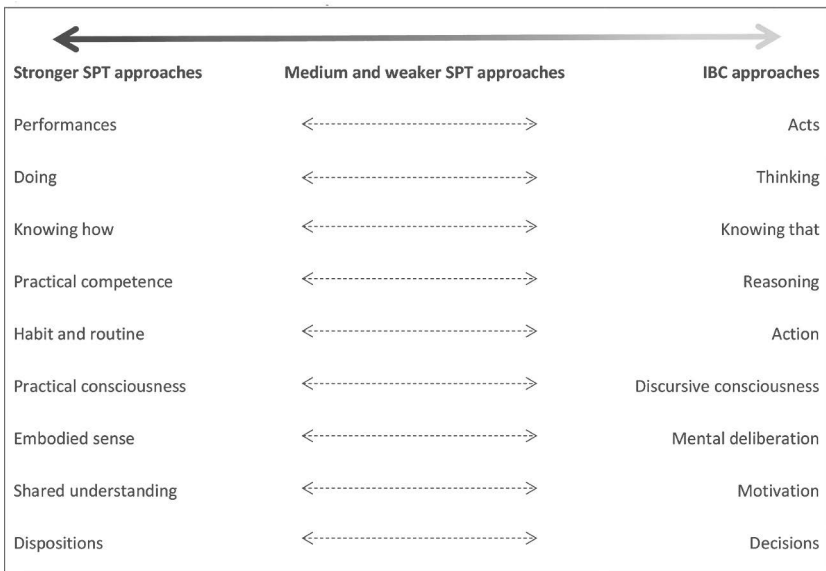 Stronger SPT approaches Medium and weaker SPT approaches IBC approaches
Performances Acts
Doing Thinking
Knowing how Knowing that
Practical competence Reasoning
Habit and routine Action
Practical consciousness Discursive consciousness
Embodied sense Mental deliberation
Shared understanding Motivation
Dispositions Decisions